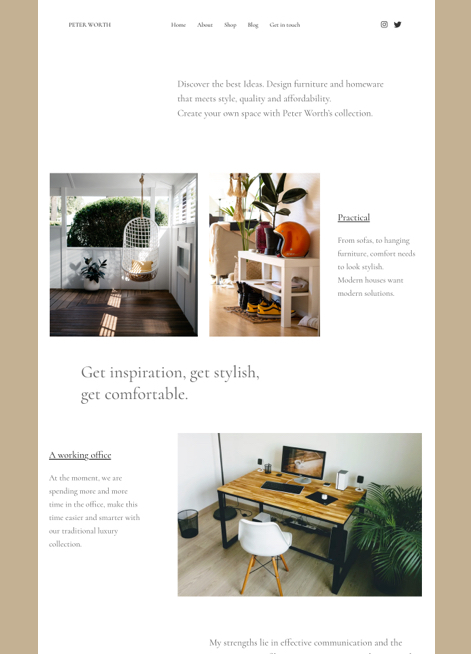 PETER WORTH
Home About Shop Blog Get in touch
Discover the best Ideas. Design furniture and homeware
that meets style, quality and affordability.
Create your own space with Peter Worth's collection.
Practical
From sofas, to hanging
furniture, comfort needs
to look stylish.
Modern houses want
modern solutions.
Get inspiration, get stylish,
get comfortable.
A working office
At the moment, we are
spending more and more
time in the office, make this
time easier and smarter with
our traditional luxury
collection.
My strengths lie in effective communication and the